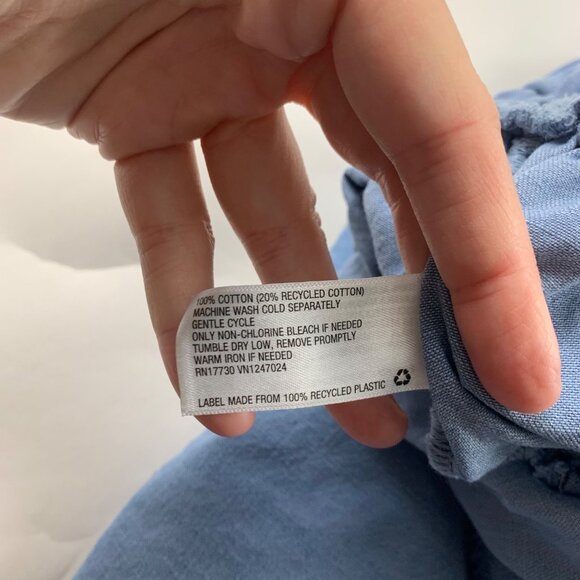 100% COTTON (20% RECYCLED COTTON)
MACHINE WASH COLD SEPARATELY
GENTLE CYCLE
ONLY NON-CHLORINE BLEACH IF NEEDED
TUMBLE DRY LOW, REMOVE PROMPTLY
WARM IRON IF NEEDED
RN17730 VN1247024
LABEL MADE FROM 100% RECYCLED PLASTIC